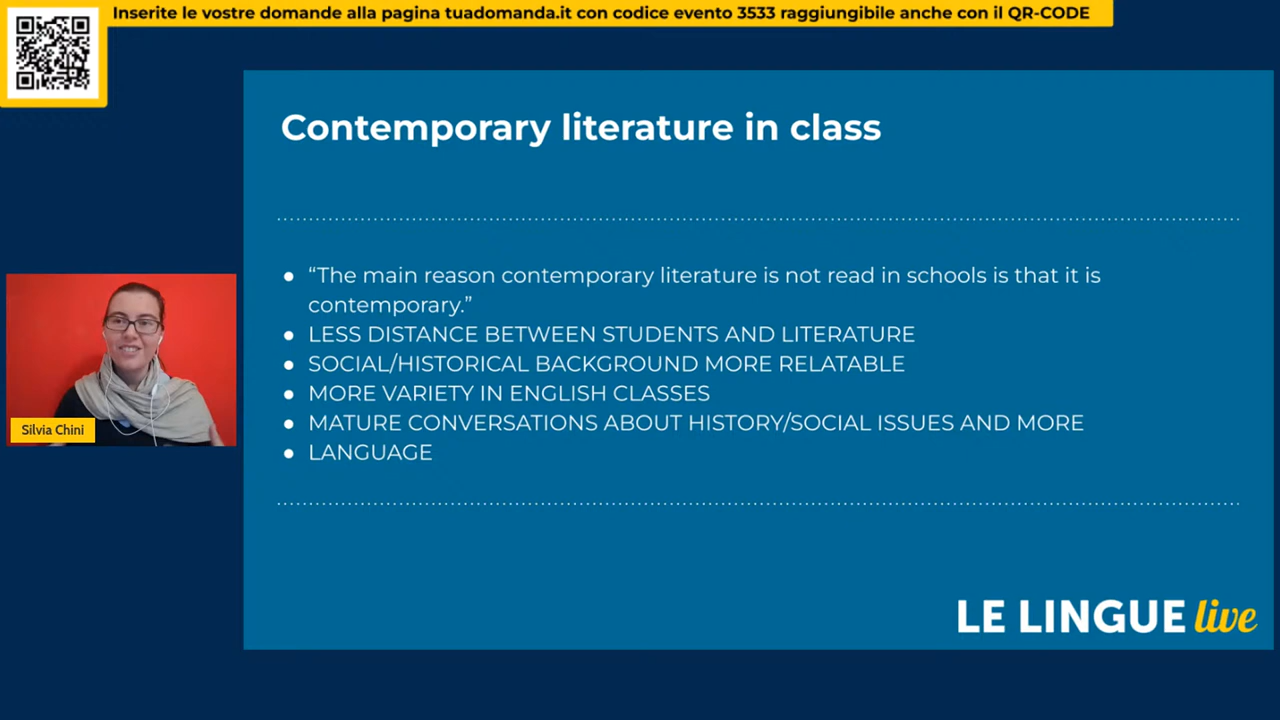 Inserite le vostre domande alla pagina tuadomanda.it con codice evento 3533 raggiungibile anche con il QR-CODE
Contemporary literature in class
● “The main reason contemporary literature is not read in schools is that it is
contemporary.”
● LESS DISTANCE BETWEEN STUDENTS AND LITERATURE
● SOCIAL/HISTORICAL BACKGROUND MORE RELATABLE
● MORE VARIETY IN ENGLISH CLASSES
● MATURE CONVERSATIONS ABOUT HISTORY/SOCIAL ISSUES AND MORE
● LANGUAGE
Silvia Chini
LE LINGUE live